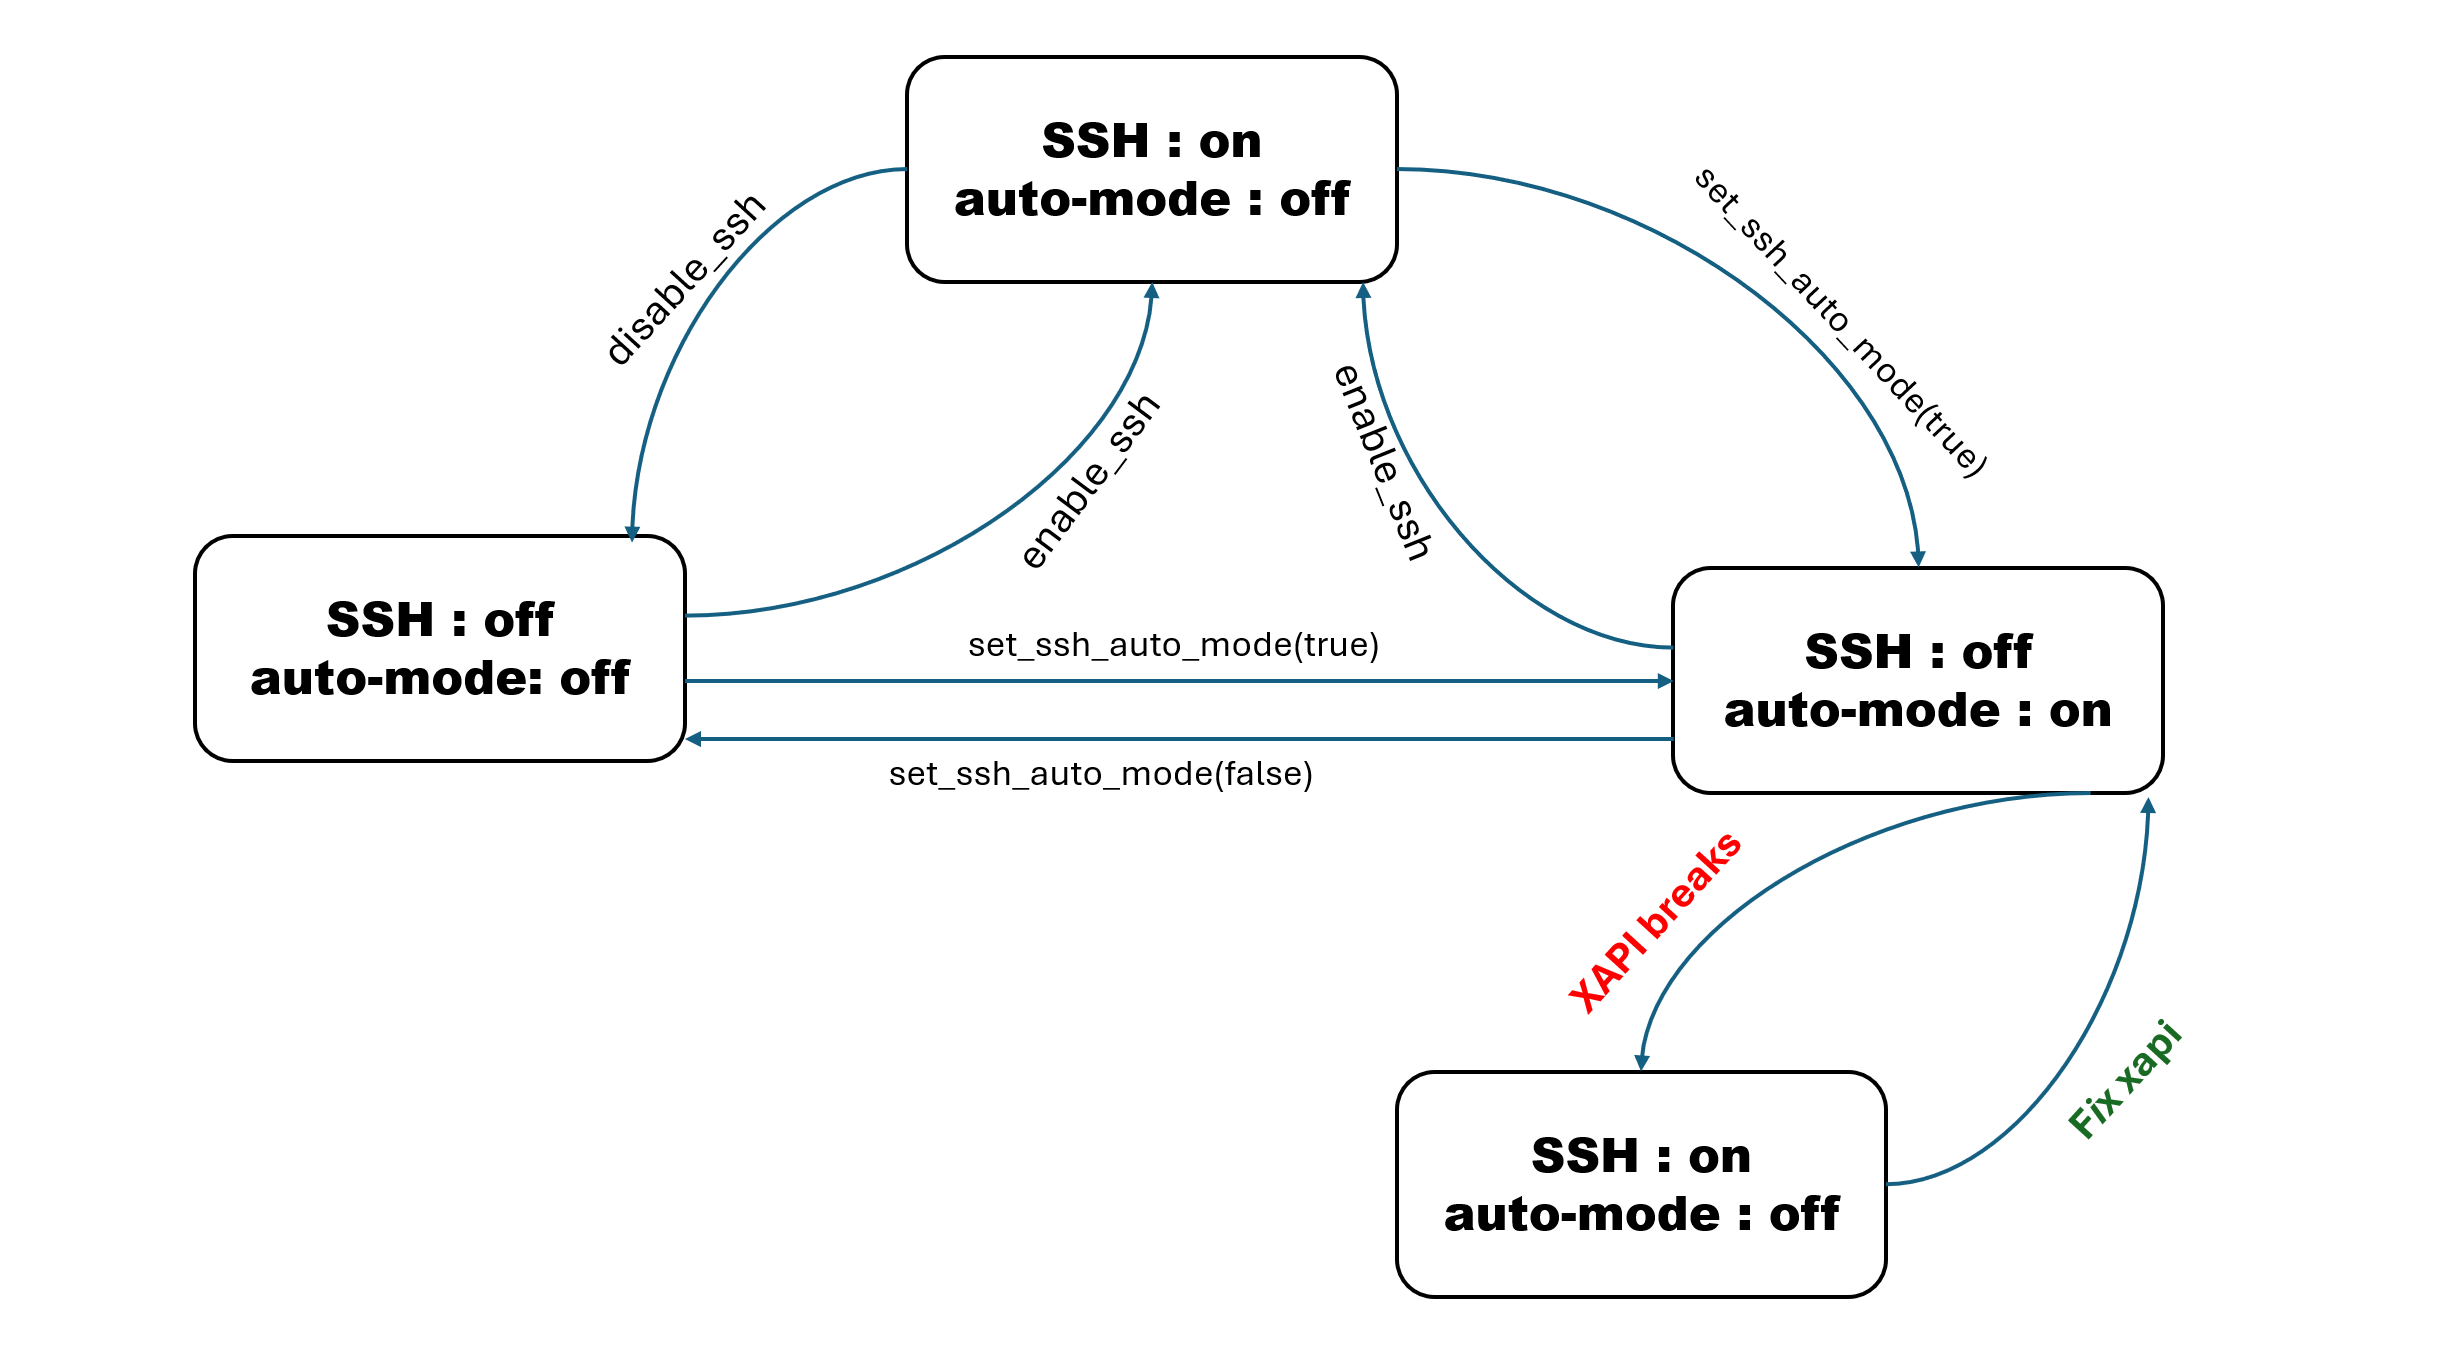 SSH : on
auto-mode : off
disable_ssh
enable_ssh
enable_ssh
set_ssh_auto_mode(true)
SSH : off
auto-mode: off
set_ssh_auto_mode(true)
set_ssh_auto_mode(false)
SSH : off
auto-mode : on
XAPI breaks
Fix xapi
SSH : on
auto-mode : off